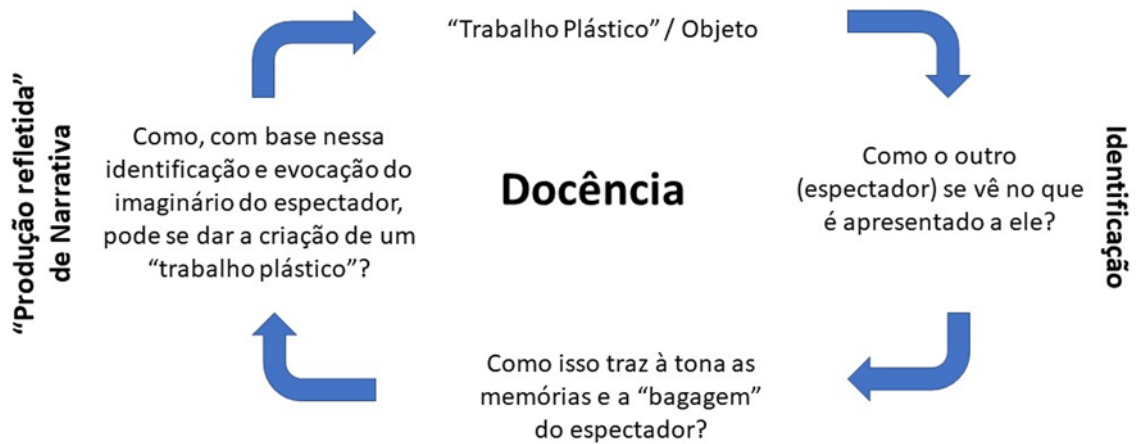 “Trabalho Plástico” / Objeto
“Produção refletida”
de Narrativa
Como, com base nessa
identificação e evocação do
imaginário do espectador,
pode se dar a criação de um
“trabalho plástico”?
Docência
Como o outro
(espectador) se vê no que
é apresentado a ele?
Identificação
Como isso traz à tona as
memórias e a “bagagem”
do espectador?